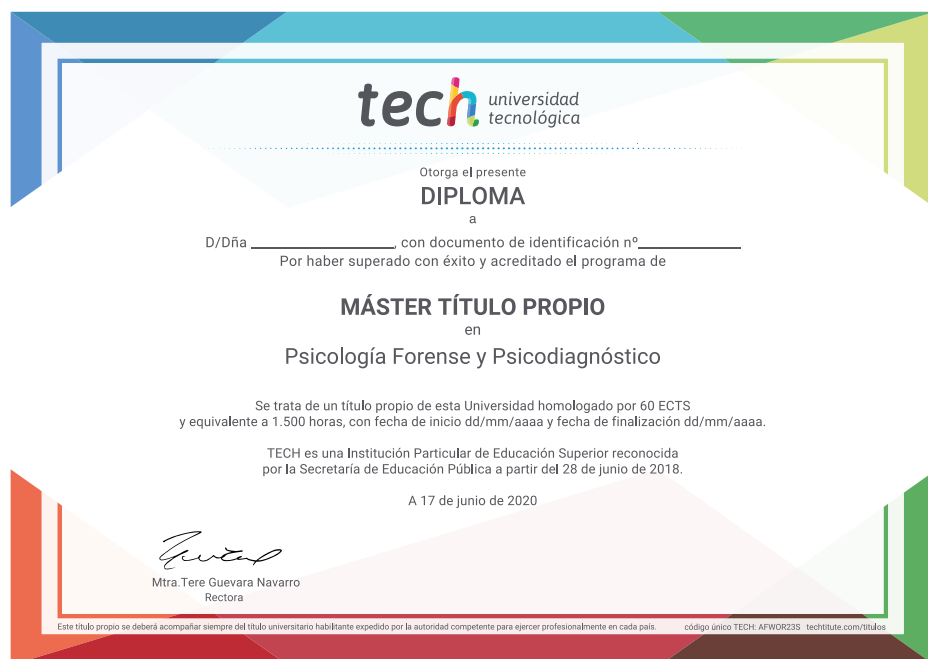 tech universidad
tecnológica
Otorga el presente
DIPLOMA
a
D/Dña ______________, con documento de identificación nº__________
Por haber superado con éxito y acreditado el programa de
MÁSTER TÍTULO PROPIO
en
Psicología Forense y Psicodiagnóstico
Se trata de un título propio de esta Universidad homologado por 60 ECTS
y equivalente a 1.500 horas, con fecha de inicio dd/mm/aaaa y fecha de finalización dd/mm/aaaa.
TECH es una Institución Particular de Educación Superior reconocida
por la Secretaría de Educación Pública a partir del 28 de junio de 2018.
A 17 de junio de 2020
Mtra.Tere Guevara Navarro
Rectora
Este título propio se deberá acompañar siempre del título universitario habilitante expedido por la autoridad competente para ejercer profesionalmente en cada país. código único TECH: AFWOR23S techtitute.com/titulos